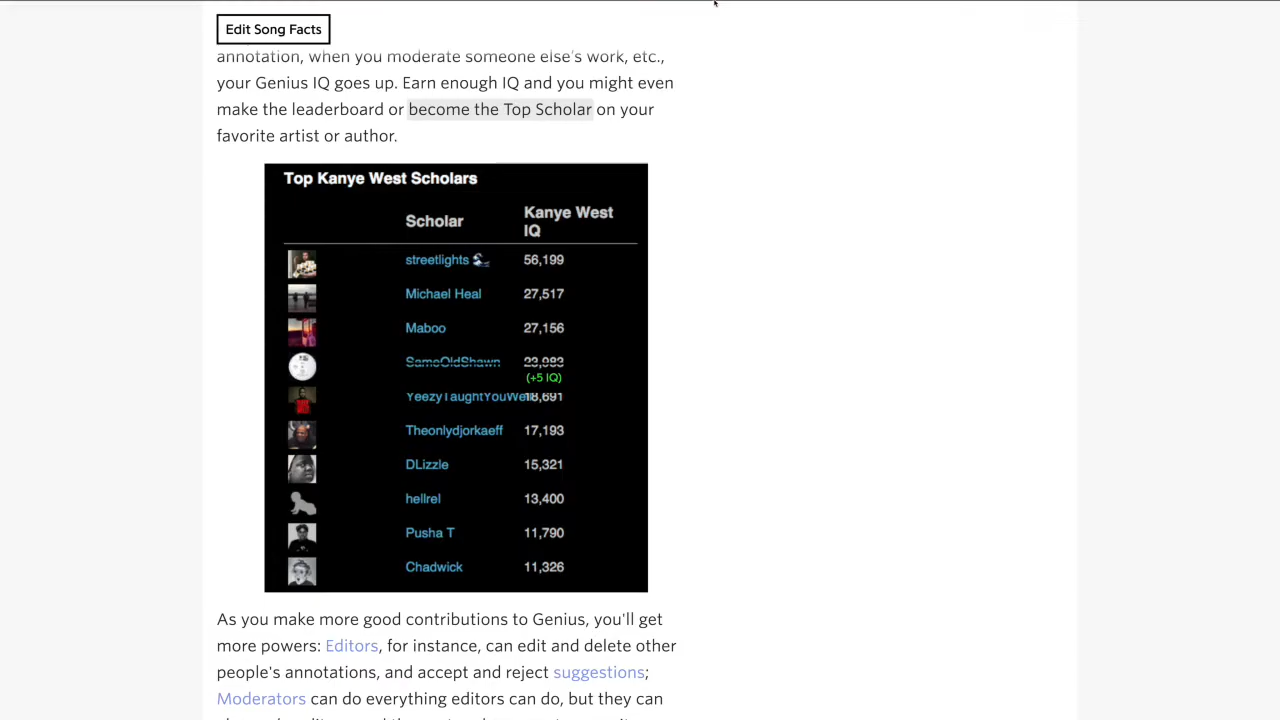 Edit Song Facts
annotation, when you moderate someone else's work, etc.,
your Genius IQ goes up. Earn enough IQ and you might even
make the leaderboard or become the Top Scholar on your
favorite artist or author.
Top Kanye West Scholars
Scholar Kanye West IQ
streetlights 56,199
Michael Heal 27,517
Maboo 27,156
SameOldShawn 23,983
(+5 IQ)
YeezyTaughtYouWell 18,691
Theonlydjorkaeff 17,193
DLizzle 15,321
hellrel 13,400
Pusha T 11,790
Chadwick 11,326
As you make more good contributions to Genius, you'll get
more powers: Editors, for instance, can edit and delete other
people's annotations, and accept and reject suggestions;
Moderators can do everything editors can do, but they can